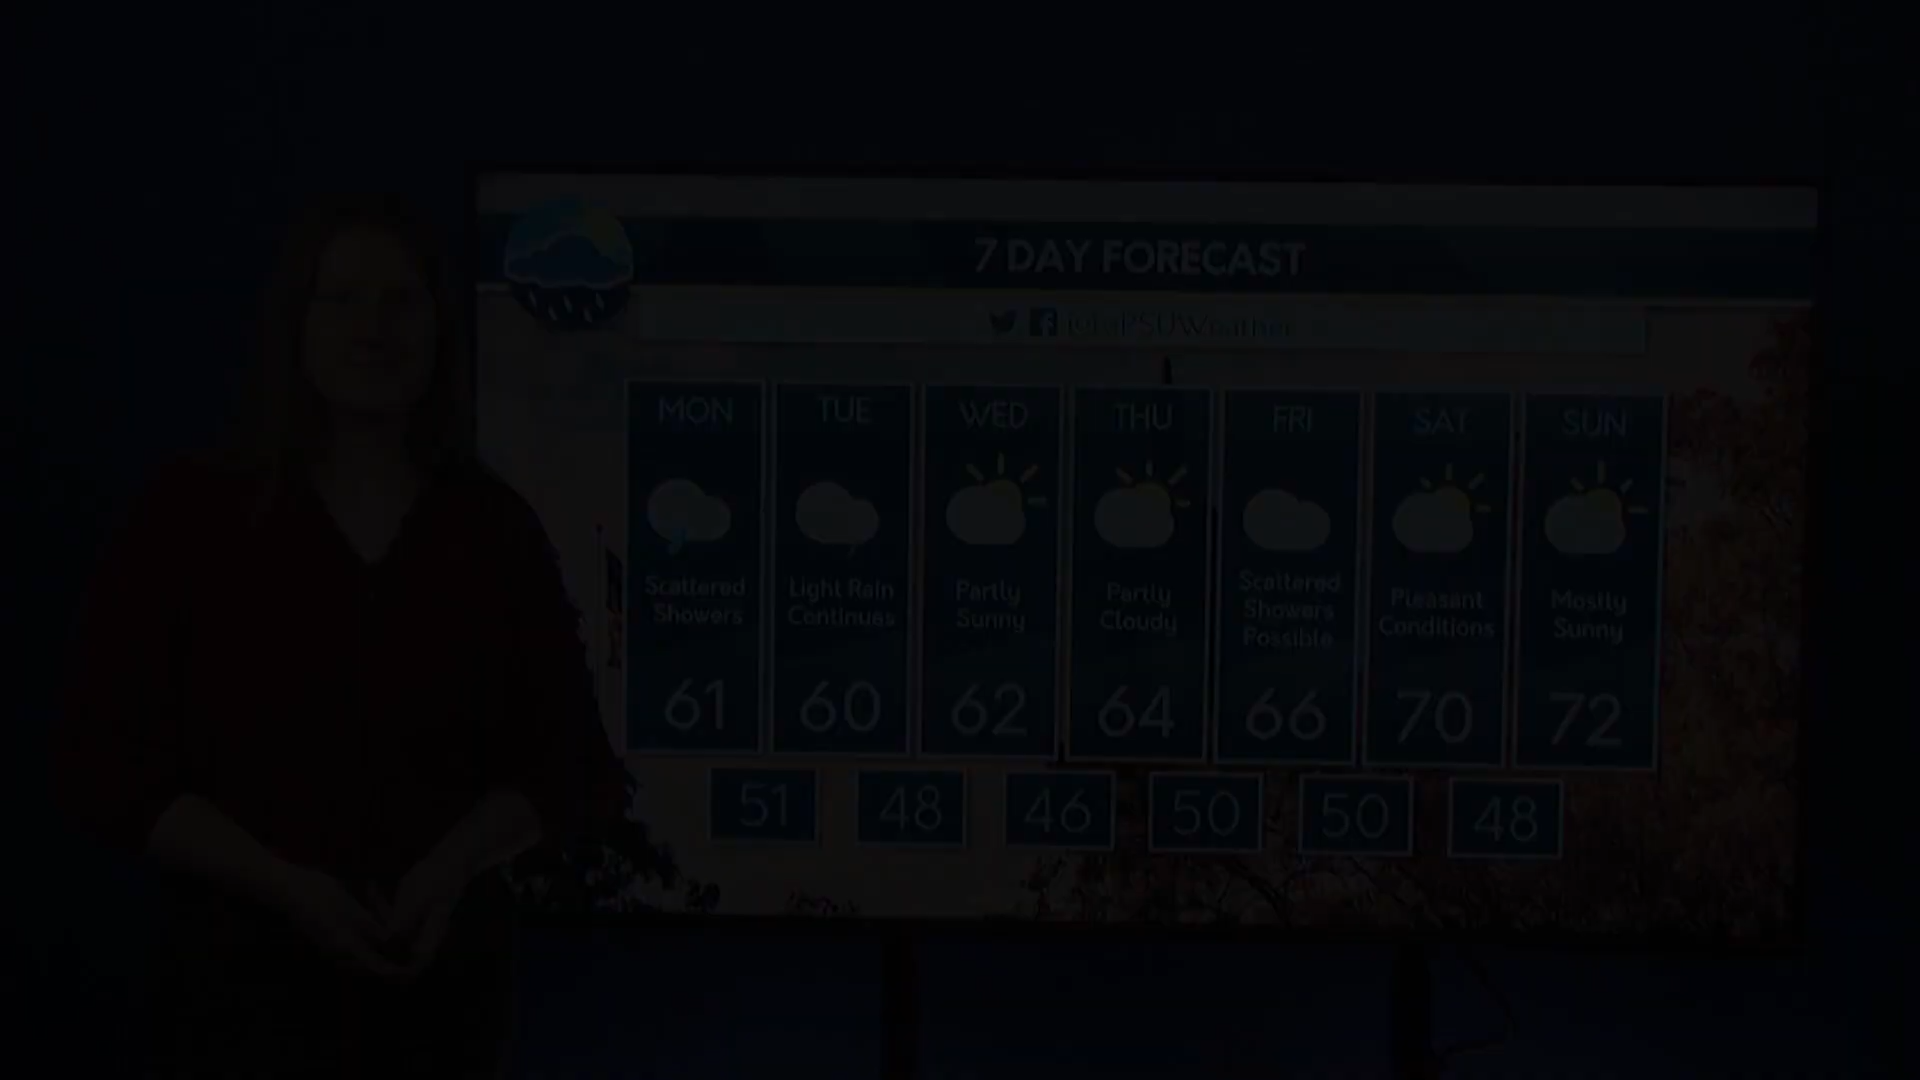 7 DAY FORECAST
MON TUE WED THU FRI SAT SUN
Scattered
Showers
Light Rain
Continues
Partly
Sunny
Partly
Cloudy
Scattered
Showers
Possible
Pleasant
Conditions
Mostly
Sunny
61 60 62 64 66 70 72
51 48 46 50 50 48